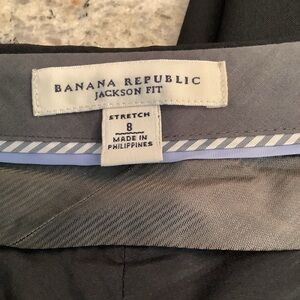 BANANA REPUBLIC
JACKSON FIT
STRETCH
8
MADE IN
PHILIPPINES